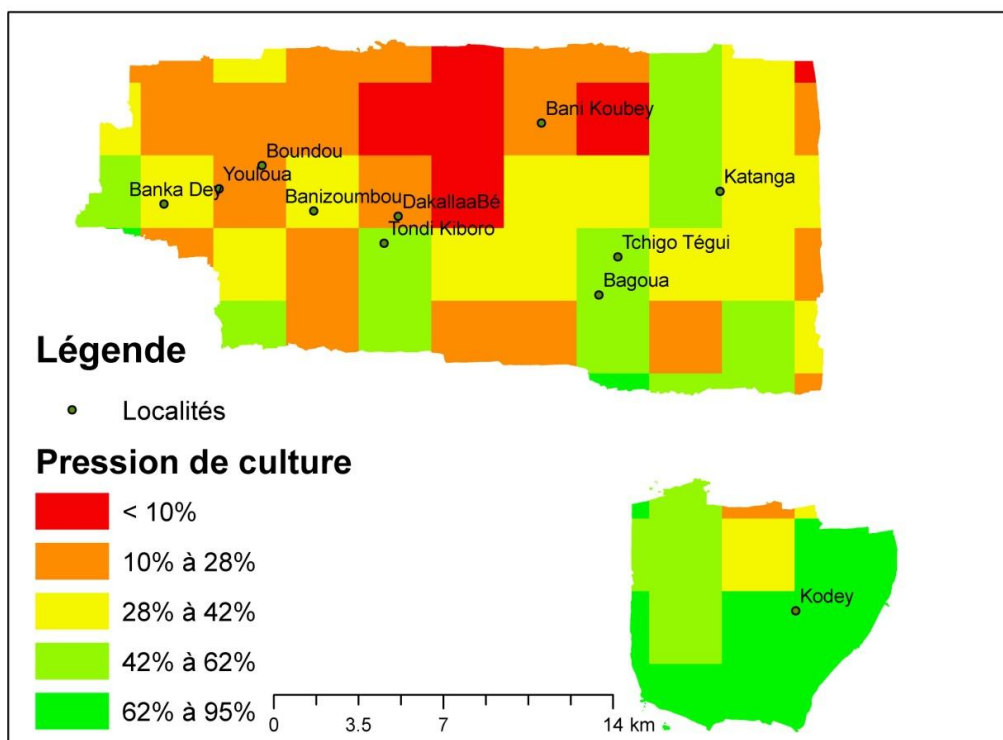 Bani Koubey
Boundou
Youloua
Katanga
Banka Dey
Banizoumbou
DakallaaBé
Tondi Kiboro
Tchigo Tégui
Bagoua
Légende
Localités
Pression de culture
< 10%
10% à 28%
28% à 42%
42% à 62%
62% à 95%
Kodey
0 3.5 7 14 km